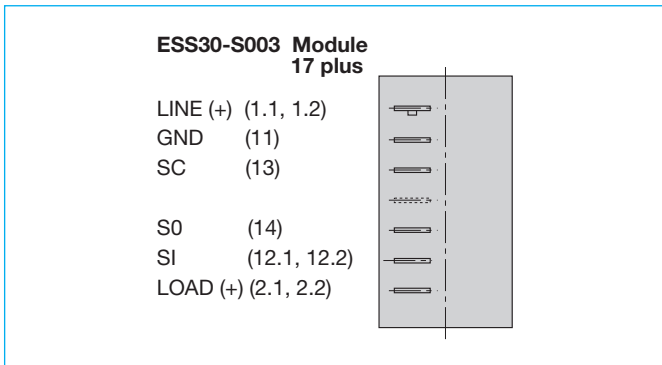 ESS30-S003 Module
17 plus
LINE (+) (1.1, 1.2)
GND (11)
SC (13)
S0 (14)
SI (12.1, 12.2)
LOAD (+) (2.1, 2.2)